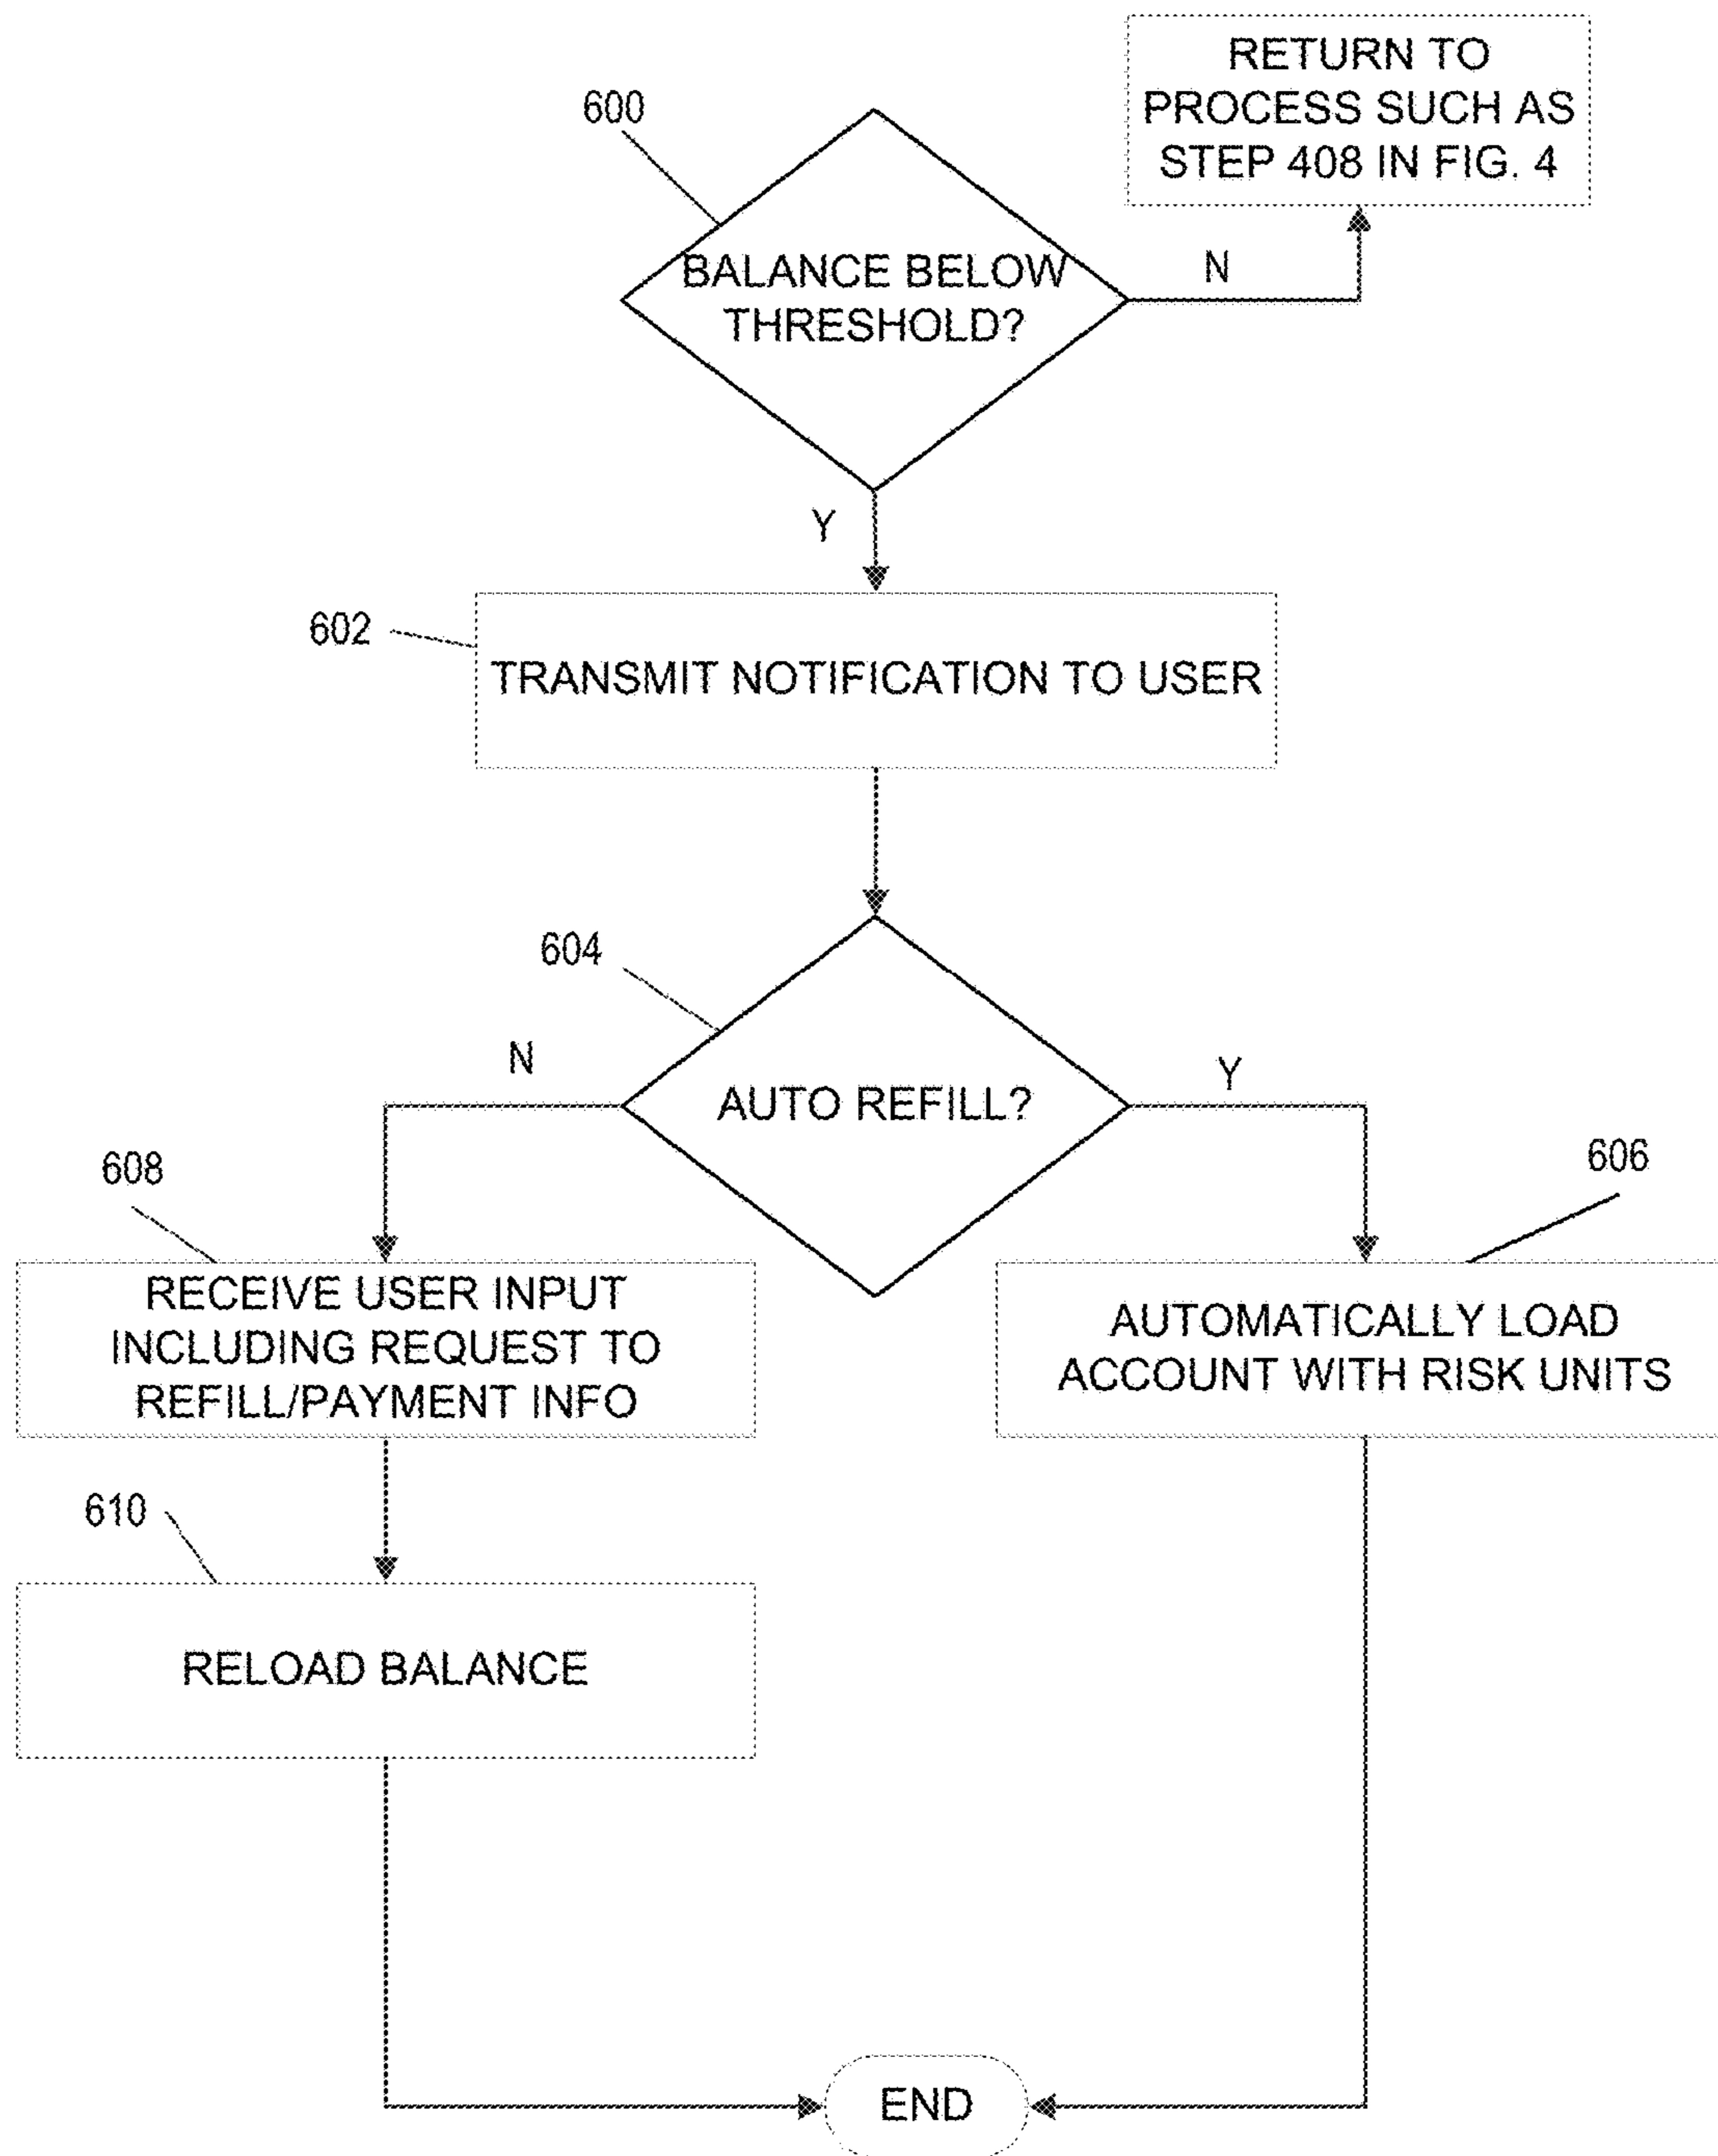 RETURN TO
PROCESS SUCH AS
STEP 408 IN FIG. 4
600
BALANCE BELOW
THRESHOLD?
N
Y
602
TRANSMIT NOTIFICATION TO USER
604
AUTO REFILL?
N
Y
608
RECEIVE USER INPUT
INCLUDING REQUEST TO
REFILL/PAYMENT INFO
606
AUTOMATICALLY LOAD
ACCOUNT WITH RISK UNITS
610
RELOAD BALANCE
END